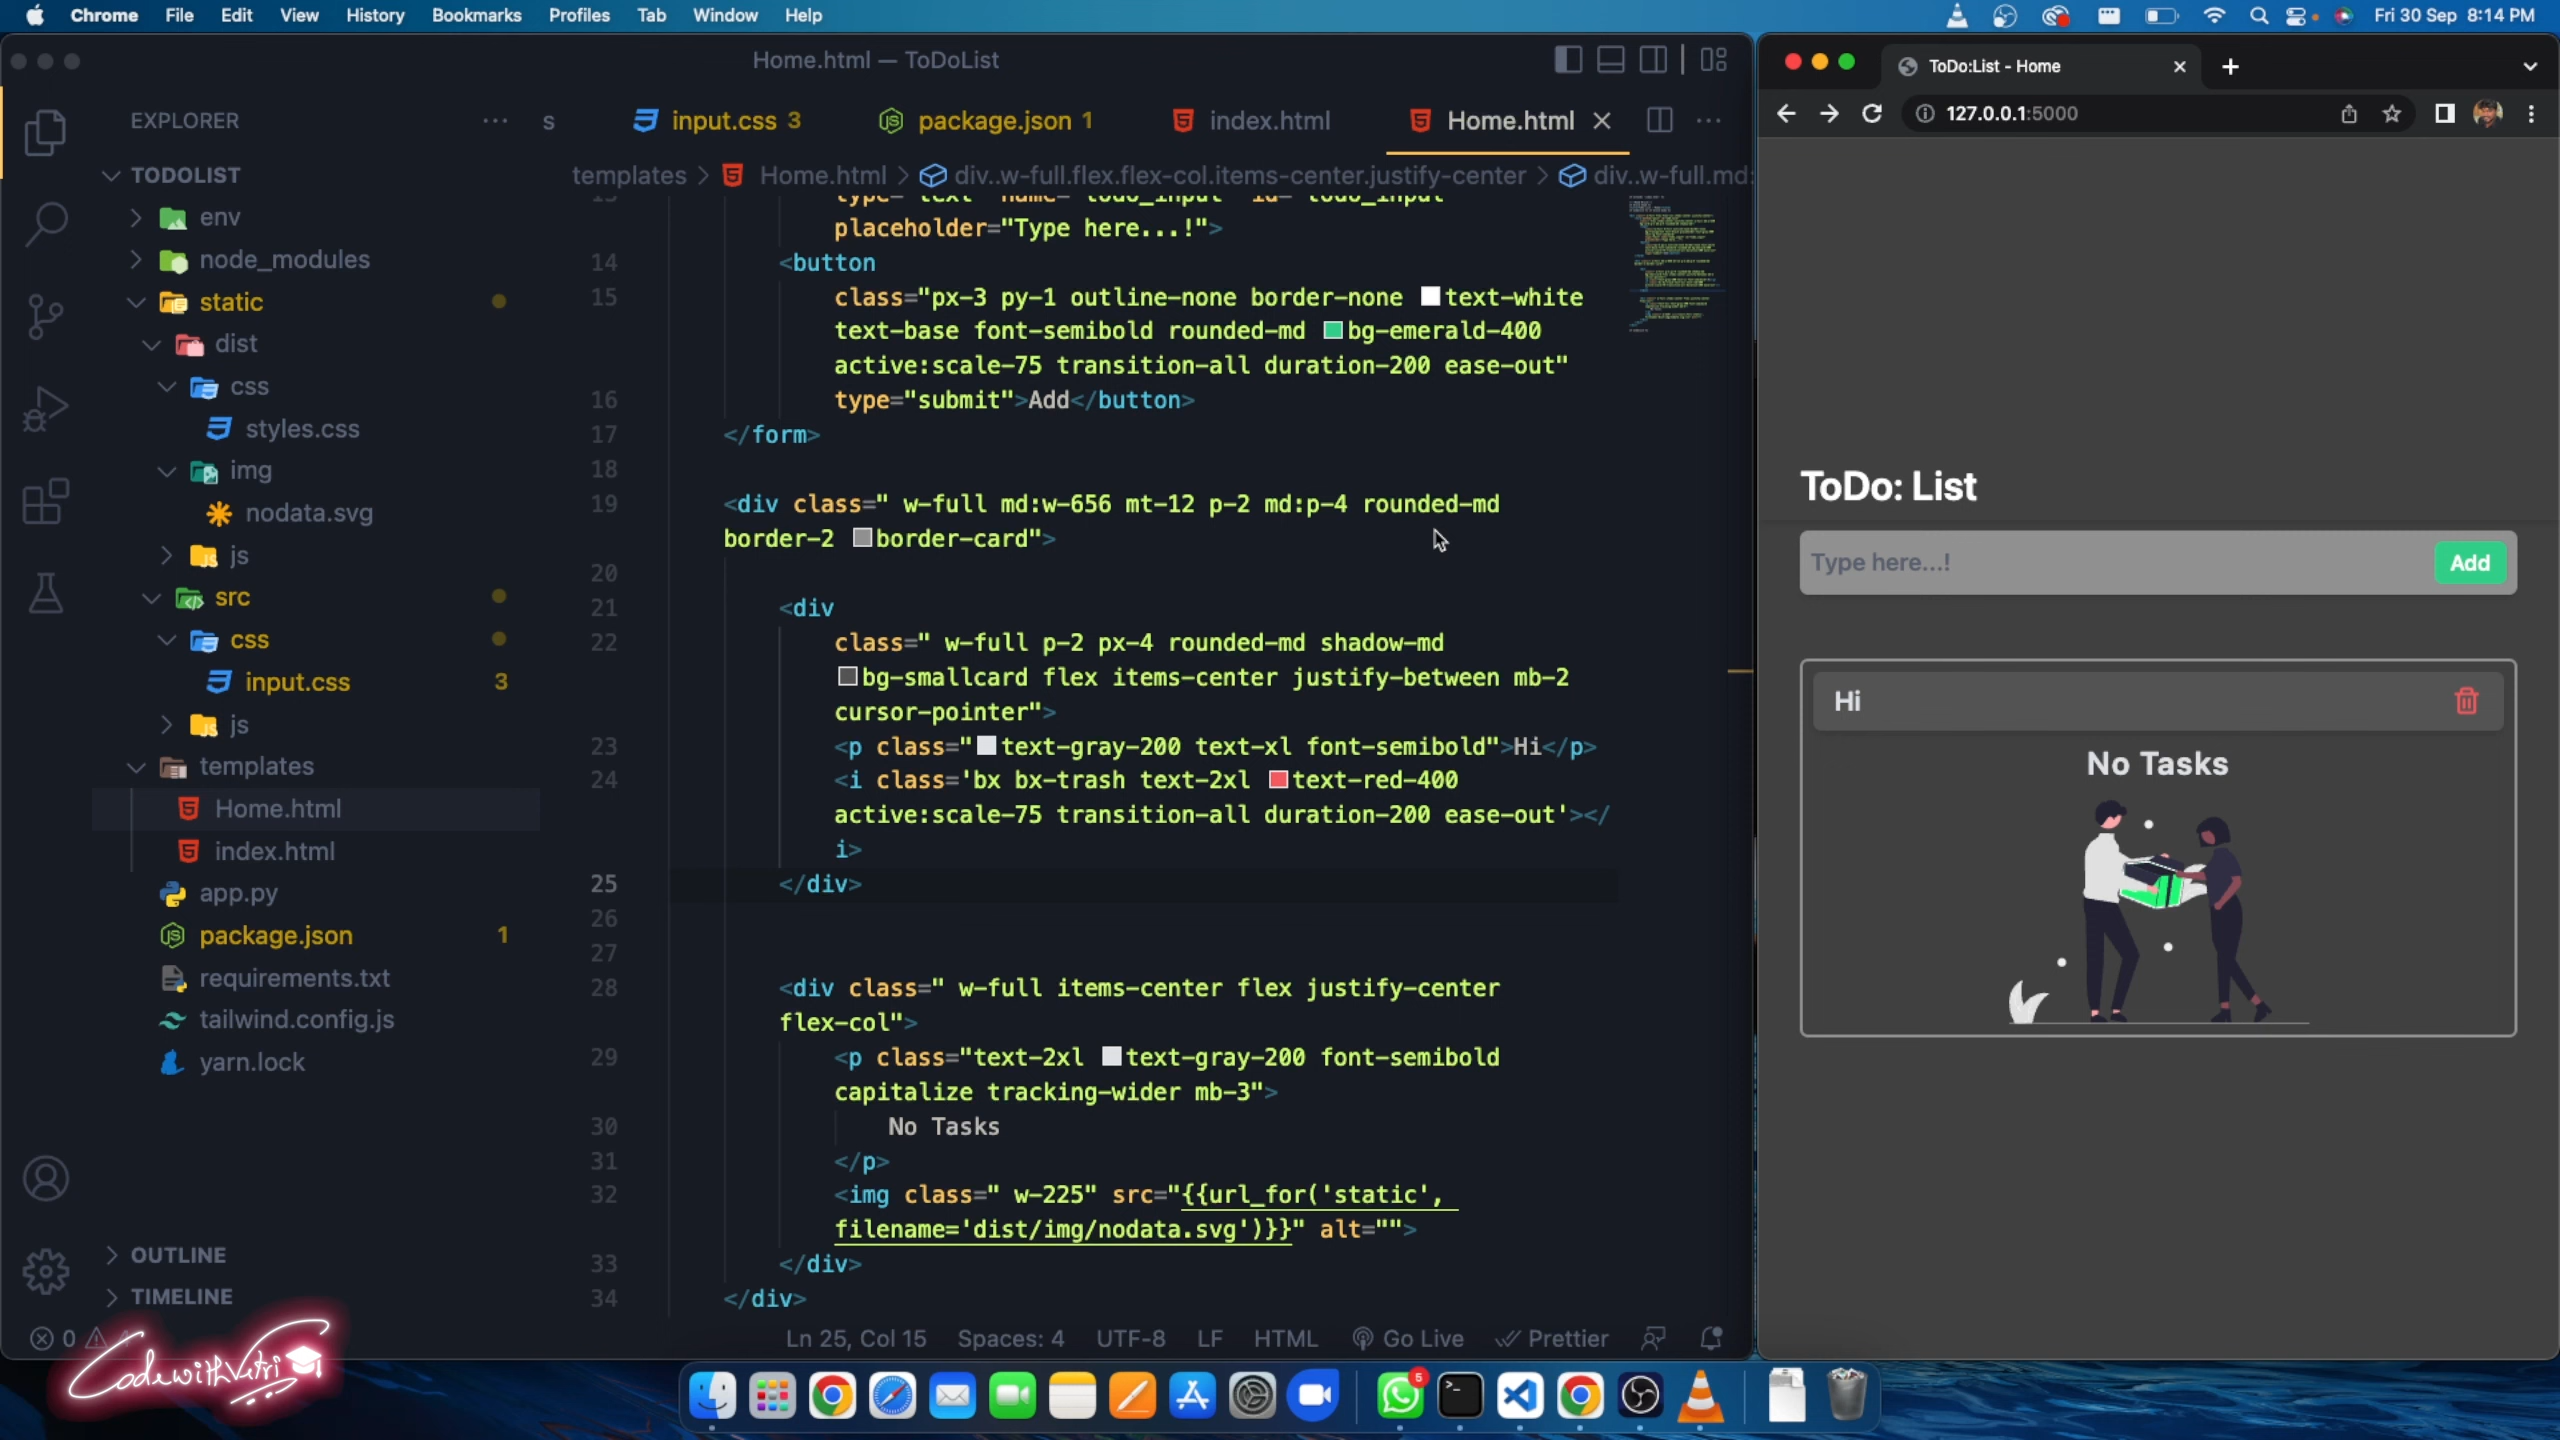 Chrome File Edit View History Bookmarks Profiles Tab Window Help
Fri 30 Sep 8:14 PM
Home.html — ToDoList
EXPLORER
s
input.css 3
package.json 1
index.html
Home.html
templates > Home.html > div..w-full.flex.flex-col.items-center.justify-center > div..w-full.md:
TODOLIST
env
node_modules
static
dist
css
styles.css
img
nodata.svg
js
src
css
input.css 3
js
templates
Home.html
index.html
app.py
package.json 1
requirements.txt
tailwind.config.js
yarn.lock
OUTLINE
TIMELINE
13 type="text" name="todo_input" id="todo_input"
placeholder="Type here...!">
14 <button
15 class="px-3 py-1 outline-none border-none text-white
text-base font-semibold rounded-md bg-emerald-400
active:scale-75 transition-all duration-200 ease-out"
16 type="submit">Add</button>
17 </form>
18
19 <div class=" w-full md:w-656 mt-12 p-2 md:p-4 rounded-md
border-2 border-card">
20
21 <div
22 class=" w-full p-2 px-4 rounded-md shadow-md
bg-smallcard flex items-center justify-between mb-2
cursor-pointer">
23 <p class="text-gray-200 text-xl font-semibold">Hi</p>
24 <i class='bx bx-trash text-2xl text-red-400
active:scale-75 transition-all duration-200 ease-out'></
i>
25 </div>
26
27
28 <div class=" w-full items-center flex justify-center
flex-col">
29 <p class="text-2xl text-gray-200 font-semibold
capitalize tracking-wider mb-3">
30 No Tasks
31 </p>
32 <img class=" w-225" src="{{url_for('static',
filename='dist/img/nodata.svg')}}" alt="">
33 </div>
34 </div>
0
Ln 25, Col 15 Spaces: 4 UTF-8 LF HTML Go Live Prettier
CodewithVetri
5
ToDo:List - Home
127.0.0.1:5000
ToDo: List
Type here...!
Add
Hi
No Tasks